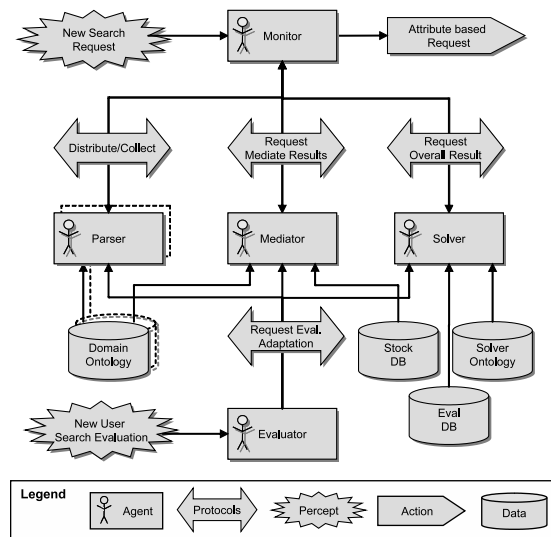 New Search
Request
Monitor
Attribute based
Request
Distribute/Collect
Request
Mediate Results
Request
Overall Result
Parser
Mediator
Solver
Request Eval.
Adaptation
Domain
Ontology
Stock
DB
Solver
Ontology
Eval
DB
New User
Search Evaluation
Evaluator
Legend
Agent
Protocols
Percept
Action
Data